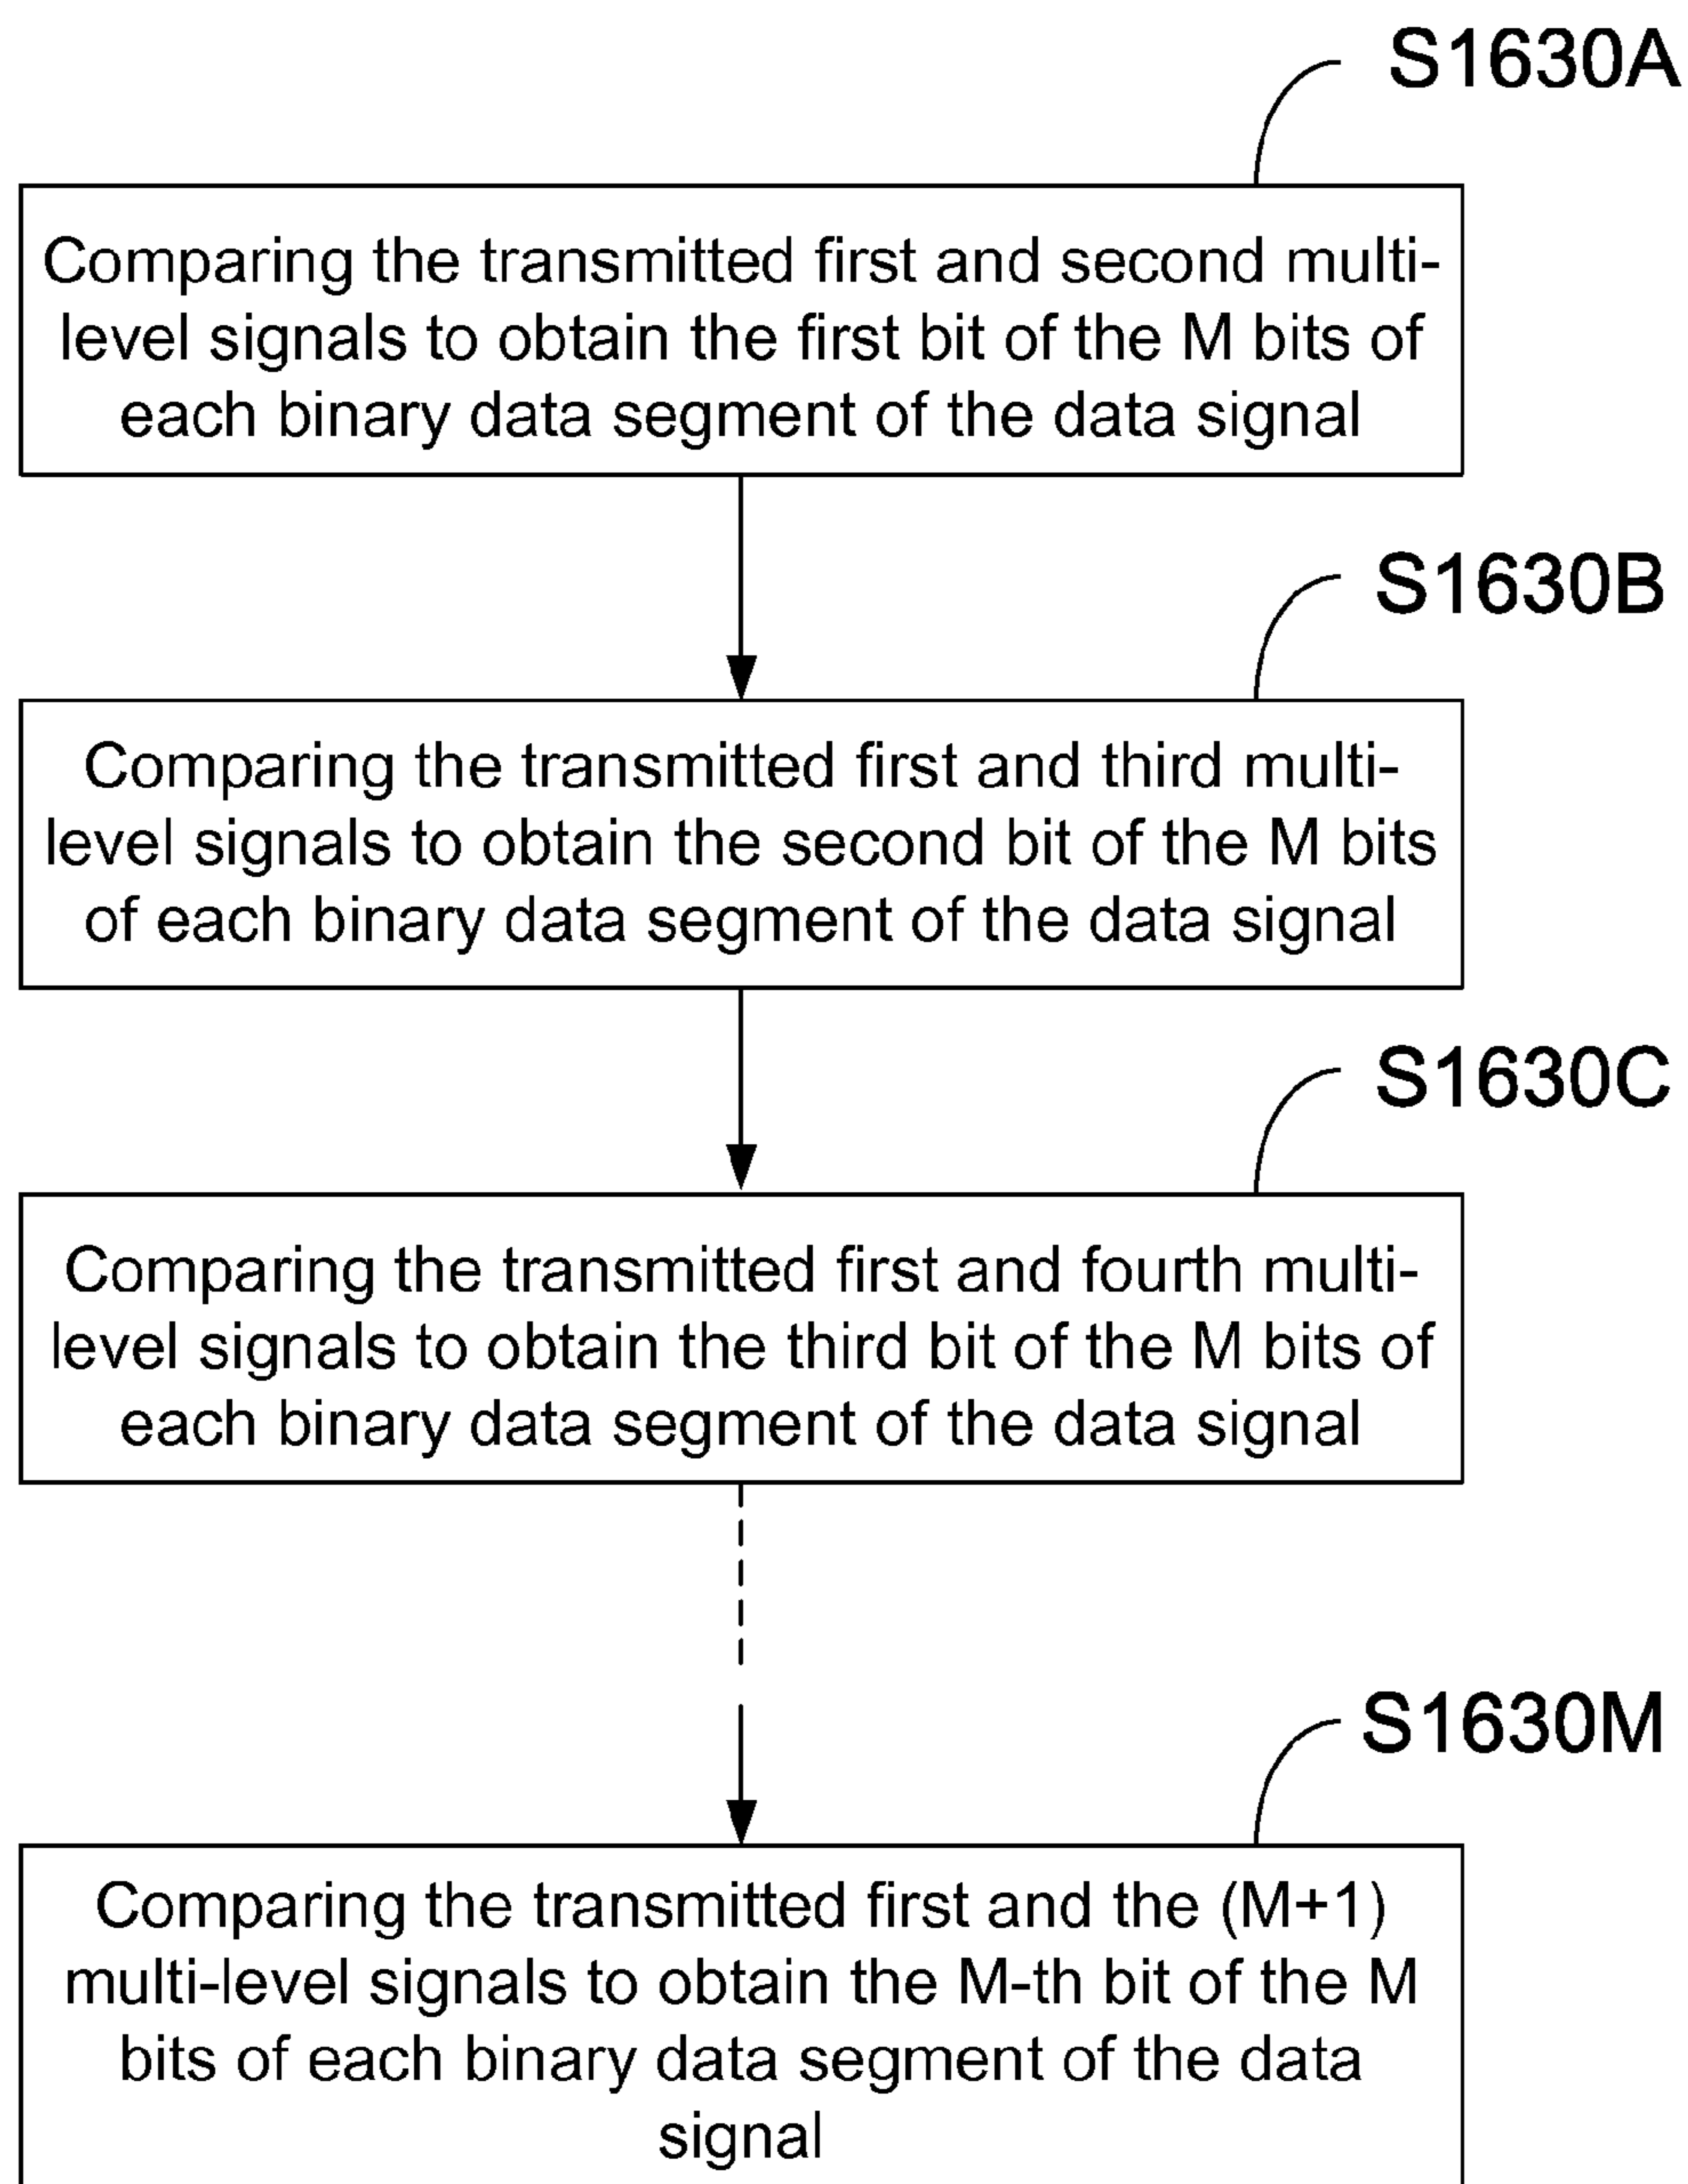 S1630A
Comparing the transmitted first and second multi-
level signals to obtain the first bit of the M bits of
each binary data segment of the data signal
S1630B
Comparing the transmitted first and third multi-
level signals to obtain the second bit of the M bits
of each binary data segment of the data signal
S1630C
Comparing the transmitted first and fourth multi-
level signals to obtain the third bit of the M bits of
each binary data segment of the data signal
S1630M
Comparing the transmitted first and the (M+1)
multi-level signals to obtain the M-th bit of the M
bits of each binary data segment of the data
signal